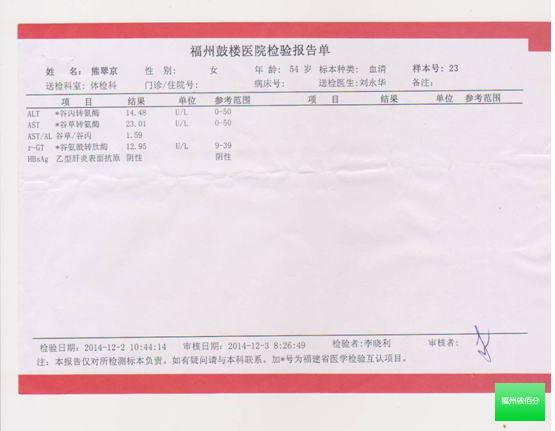 福州鼓楼医院检验报告单
姓 名: 熊翠京 性 别: 女 年 龄: 54 岁 标本种类: 血清 样本号: 23
送检科室: 体检科 门诊/住院号: 病床号: 送检医生:刘永华 备注:
项 目 结果 单位 参考范围 项 目 结果 单位 参考范围
ALT *谷丙转氨酶 14.48 U/L 0-50
AST *谷草转氨酶 23.01 U/L 0-50
AST/AL 谷草/谷丙 1.59
r-GT *谷氨酰转肽酶 12.95 U/L 9-39
HBsAg 乙型肝炎表面抗原 阴性 阴性
检验日期: 2014-12-2 10:44:14 审核日期: 2014-12-3 8:26:49 检验者:李晓利 审核者:
注: 本报告仅对所检测标本负责。如有疑问请与本科联系。加*号为福建省医学检验互认项目。
福州依佰分